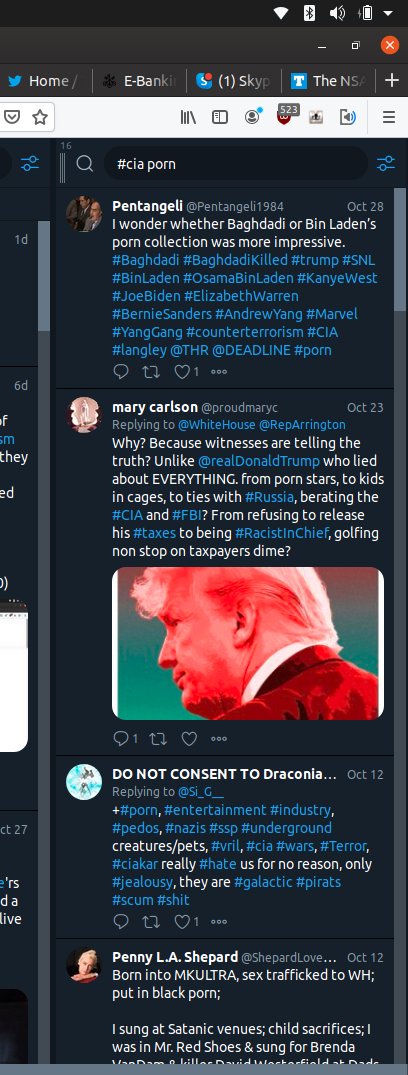 Home /
E-Banki
(1) Skyp
The NSA
523
16
#cia porn
1d
6d
of
sm
they
ed
0)
ct 27
e'rs
d a
live
Pentangeli @Pentangeli1984 Oct 28
I wonder whether Baghdadi or Bin Laden's
porn collection was more impressive.
#Baghdadi #BaghdadiKilled #trump #SNL
#BinLaden #OsamaBinLaden #KanyeWest
#JoeBiden #ElizabethWarren
#BernieSanders #AndrewYang #Marvel
#YangGang #counterterrorism #CIA
#langley @THR @DEADLINE #porn
1
mary carlson @proudmaryc Oct 23
Replying to @WhiteHouse @RepArrington
Why? Because witnesses are telling the
truth? Unlike @realDonaldTrump who lied
about EVERYTHING. from porn stars, to kids
in cages, to ties with #Russia, berating the
#CIA and #FBI? From refusing to release
his #taxes to being #RacistInChief, golfing
non stop on taxpayers dime?
1
DO NOT CONSENT TO Draconia... Oct 12
Replying to @Si_G__
+#porn, #entertainment #industry,
#pedos, #nazis #ssp #underground
creatures/pets, #vril, #cia #wars, #Terror,
#ciakar really #hate us for no reason, only
#jealousy, they are #galactic #pirats
#scum #shit
1
Penny L.A. Shepard @ShepardLove... Oct 12
Born into MKULTRA, sex trafficked to WH;
put in black porn;
I sung at Satanic venues; child sacrifices; I
was in Mr. Red Shoes & sung for Brenda
VanDam & killer David Westerfield at Dads